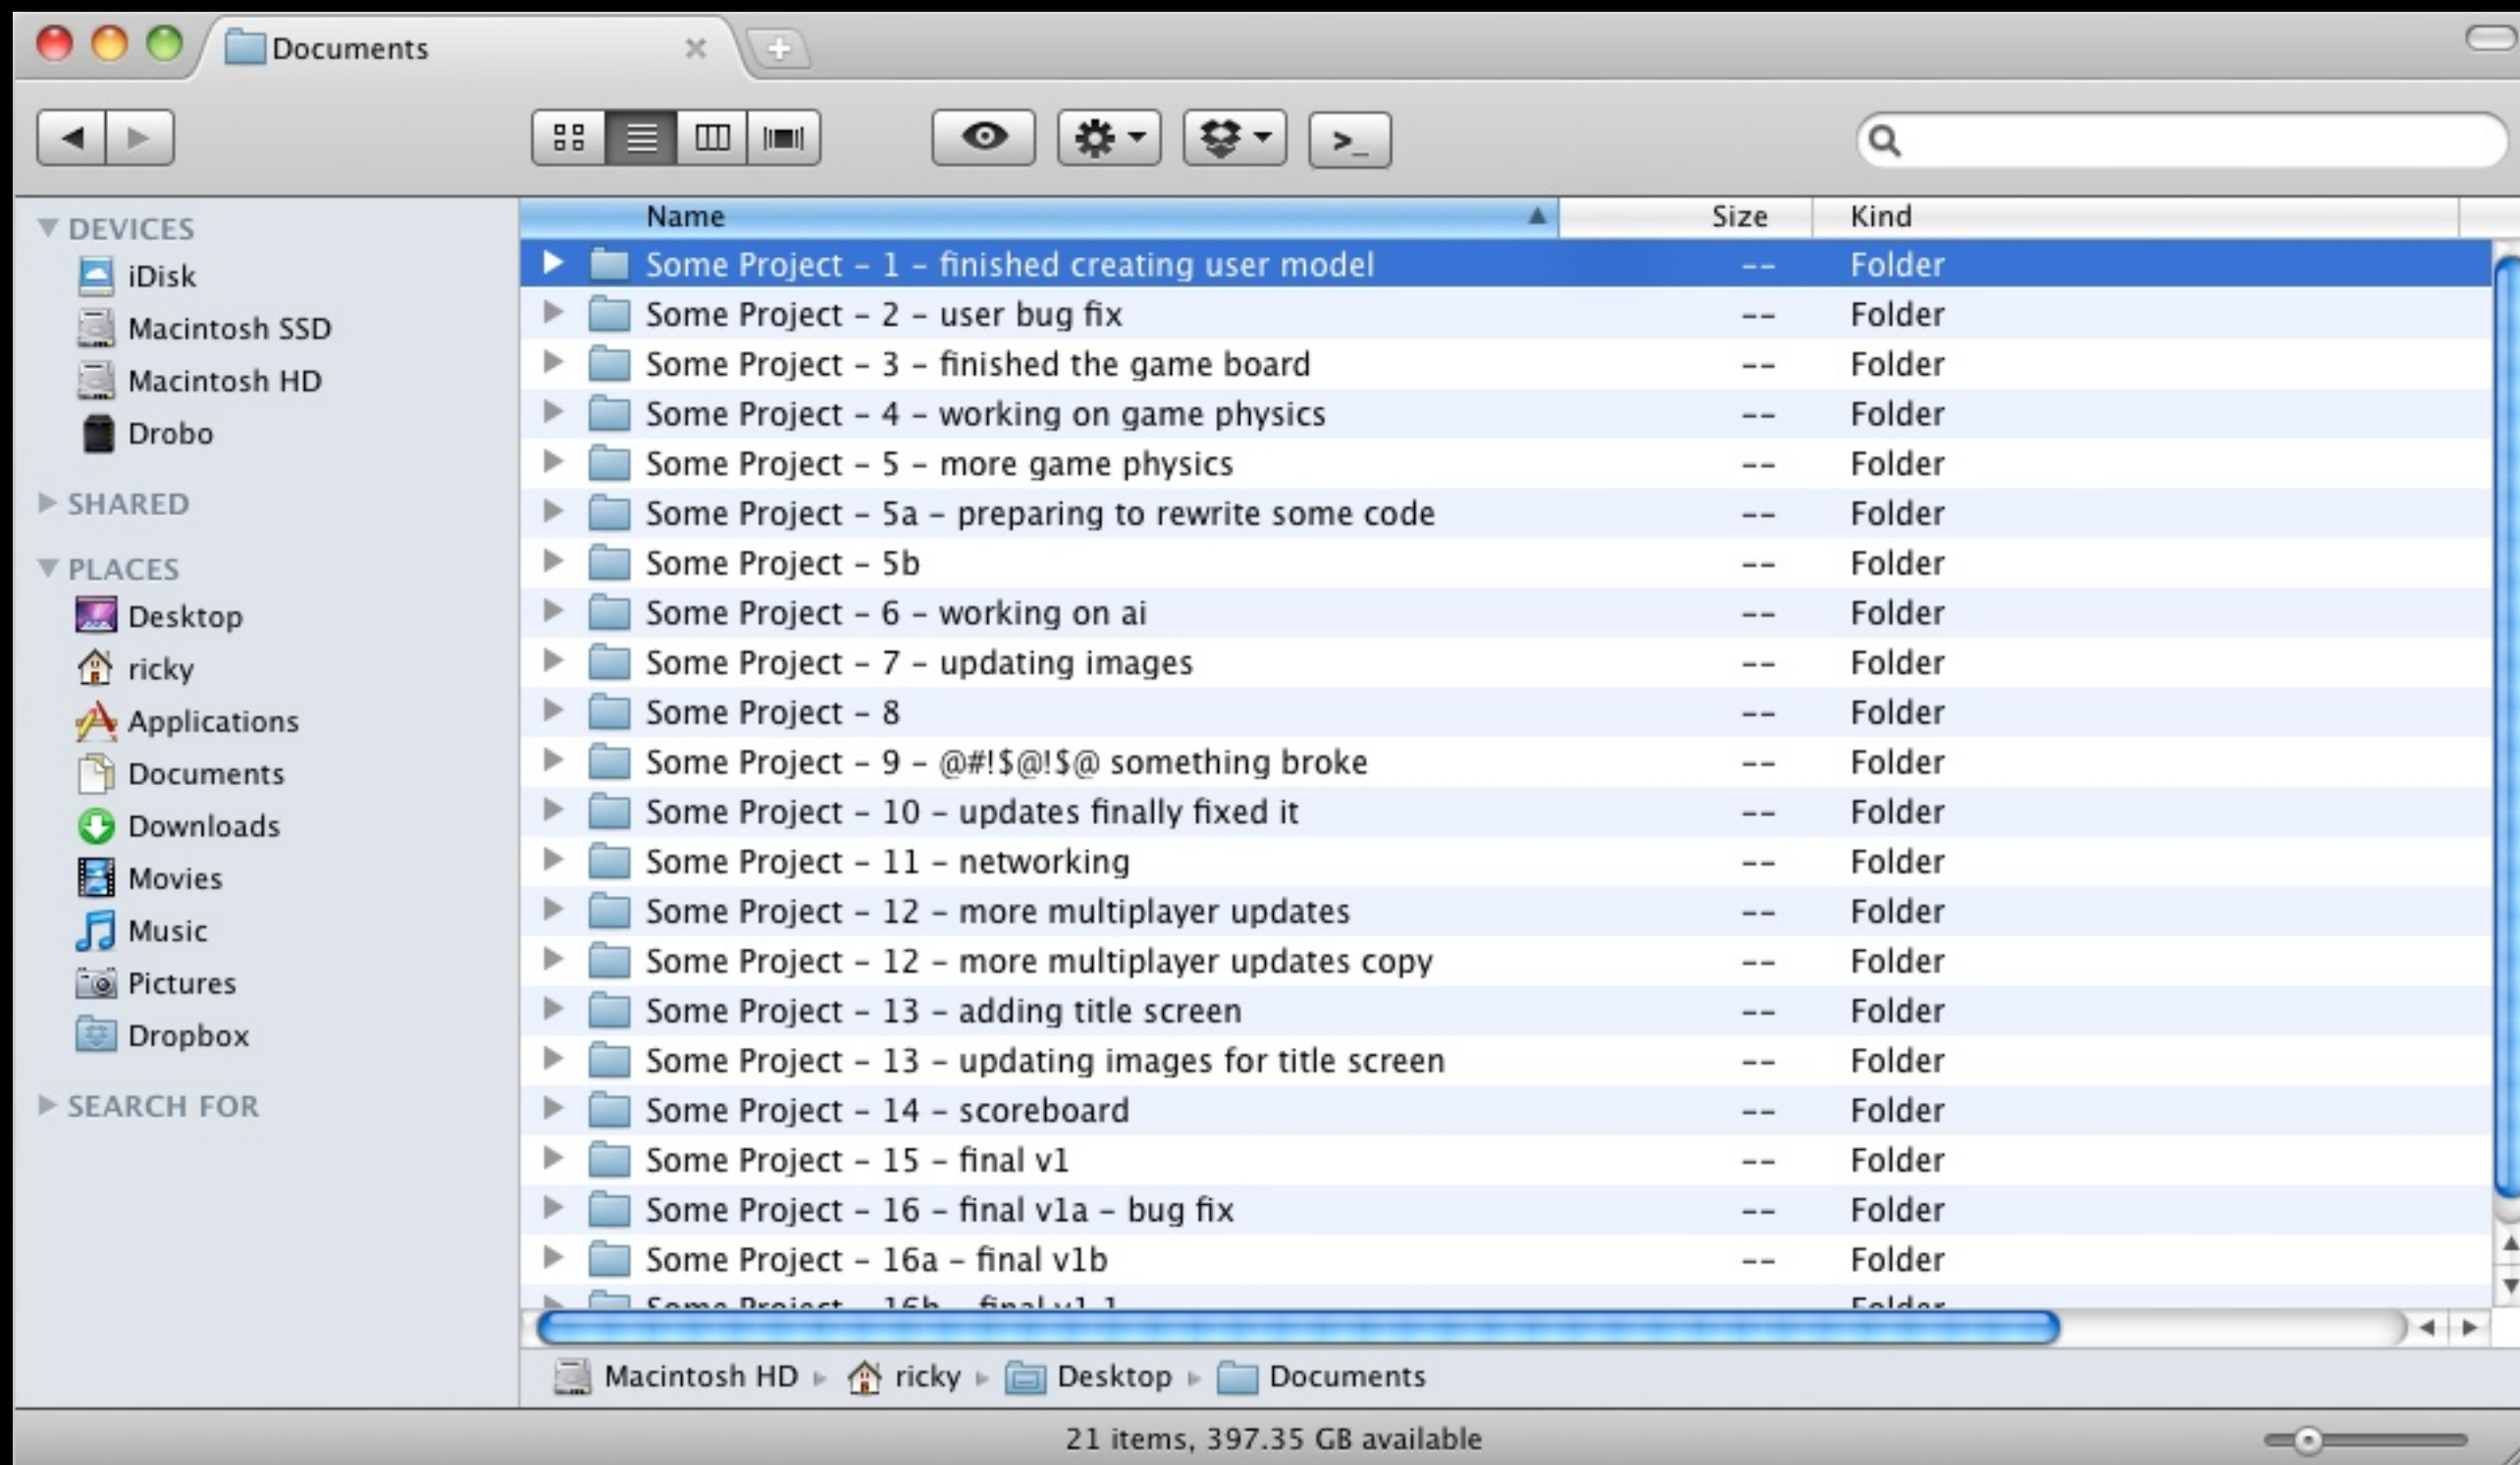 Documents
>_
DEVICES
iDisk
Macintosh SSD
Macintosh HD
Drobo
SHARED
PLACES
Desktop
ricky
Applications
Documents
Downloads
Movies
Music
Pictures
Dropbox
SEARCH FOR
Name Size Kind
Some Project – 1 – finished creating user model -- Folder
Some Project – 2 – user bug fix -- Folder
Some Project – 3 – finished the game board -- Folder
Some Project – 4 – working on game physics -- Folder
Some Project – 5 – more game physics -- Folder
Some Project – 5a – preparing to rewrite some code -- Folder
Some Project – 5b -- Folder
Some Project – 6 – working on ai -- Folder
Some Project – 7 – updating images -- Folder
Some Project – 8 -- Folder
Some Project – 9 – @#!$@!$@ something broke -- Folder
Some Project – 10 – updates finally fixed it -- Folder
Some Project – 11 – networking -- Folder
Some Project – 12 – more multiplayer updates -- Folder
Some Project – 12 – more multiplayer updates copy -- Folder
Some Project – 13 – adding title screen -- Folder
Some Project – 13 – updating images for title screen -- Folder
Some Project – 14 – scoreboard -- Folder
Some Project – 15 – final v1 -- Folder
Some Project – 16 – final v1a – bug fix -- Folder
Some Project – 16a – final v1b -- Folder
Some Project – 16b – final v1.1 Folder
Macintosh HD ricky Desktop Documents
21 items, 397.35 GB available